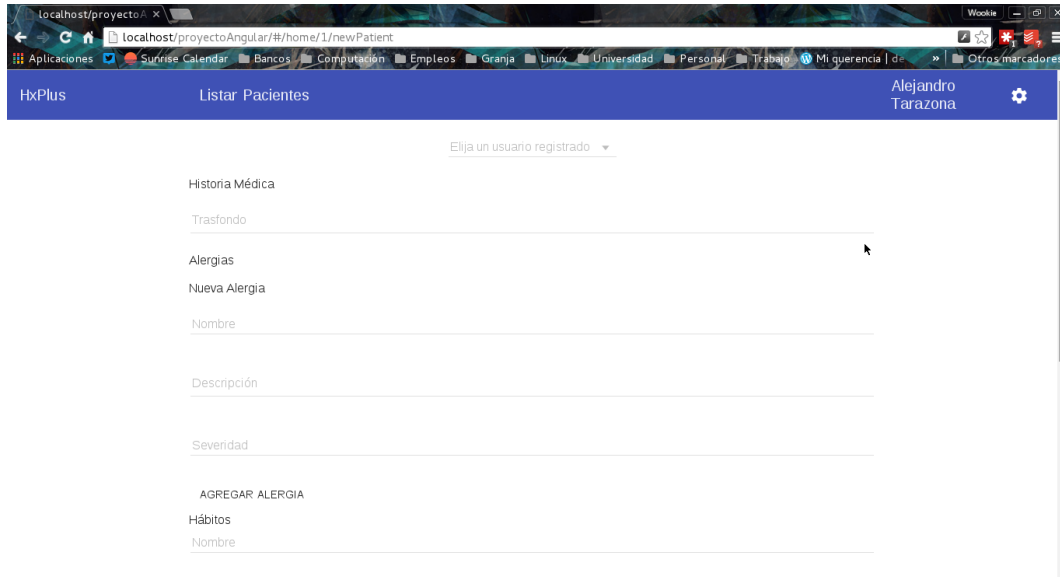 localhost/proyectoA
Wookie
localhost/proyectoAngular/#/home/1/newPatient
Aplicaciones Sunrise Calendar Bancos Computación Empleos Granja Linux Universidad Personal Trabajo Mi querencia | de » Otros marcadores
HxPlus Listar Pacientes Alejandro
Tarazona
Elija un usuario registrado
Historia Médica
Trasfondo
Alergias
Nueva Alergia
Nombre
Descripción
Severidad
AGREGAR ALERGIA
Hábitos
Nombre